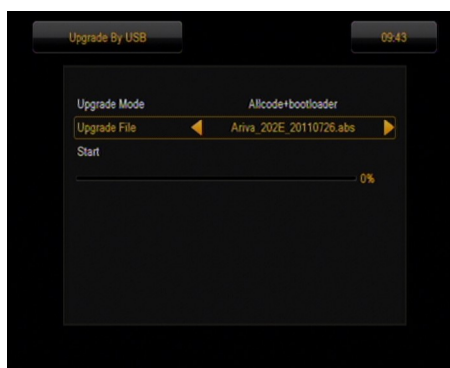 Upgrade By USB 09:43
Upgrade Mode Allcode+bootloader
Upgrade File Ariva_202E_20110726.abs
Start
0%